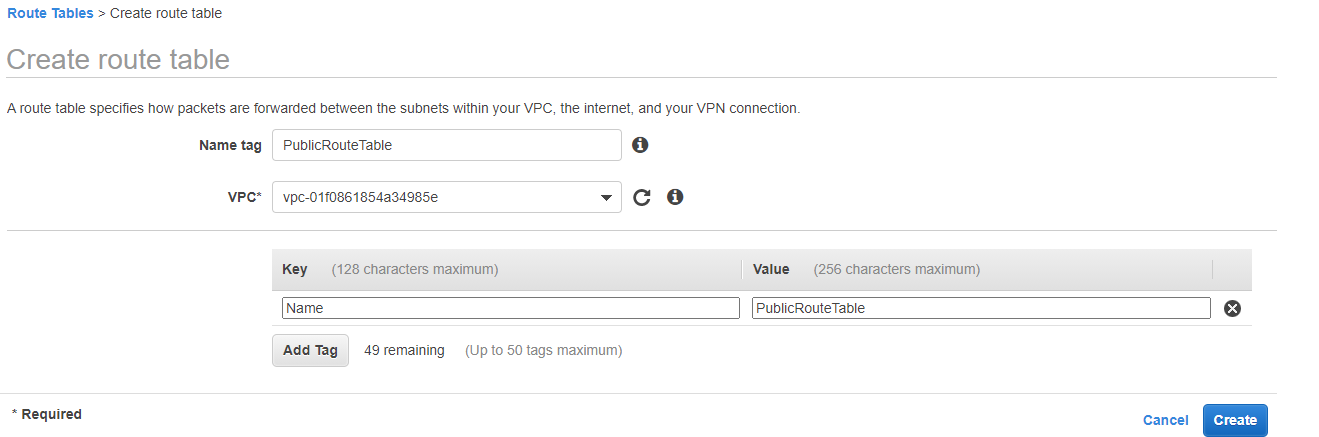 Route Tables > Create route table
Create route table
A route table specifies how packets are forwarded between the subnets within your VPC, the internet, and your VPN connection.
Name tag PublicRouteTable
VPC* vpc-01f0861854a34985e
Key (128 characters maximum) Value (256 characters maximum)
Name PublicRouteTable
Add Tag 49 remaining (Up to 50 tags maximum)
* Required Cancel Create